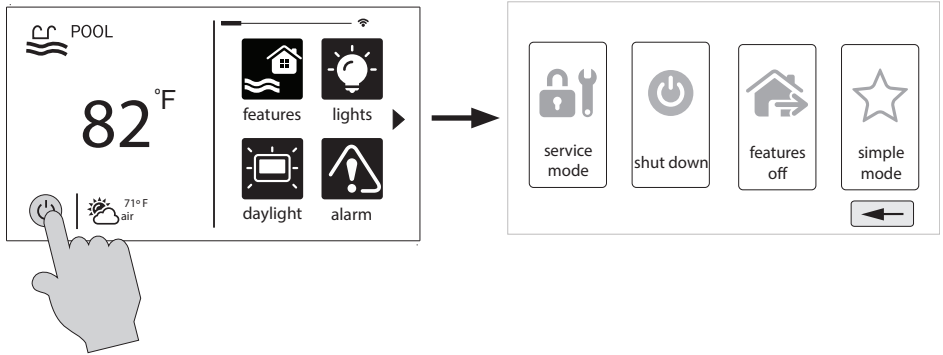 POOL
82°F
features
lights
daylight
alarm
71° F
air
service
mode
shut down
features
off
simple
mode